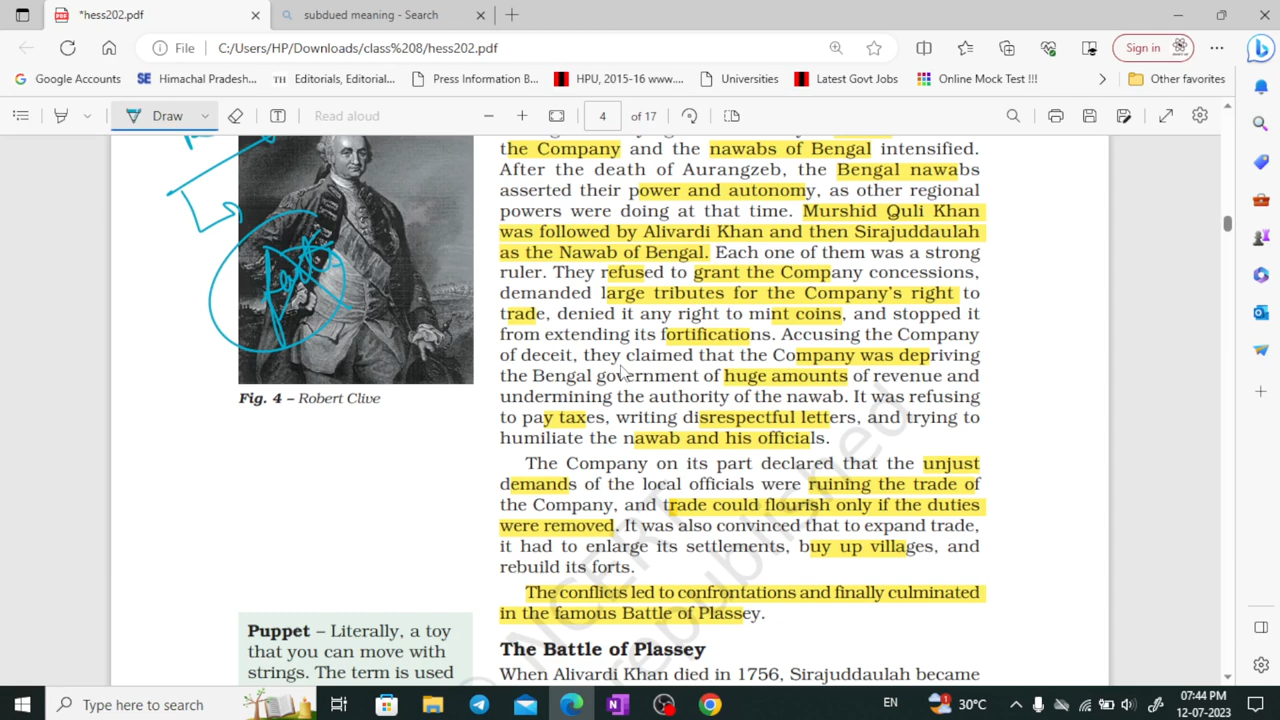 *hess202.pdf
subdued meaning - Search
File
C:/Users/HP/Downloads/class%208/hess202.pdf
Sign in
Google Accounts
SE Himachal Pradesh...
TH Editorials, Editorial...
Press Information B...
HPU, 2015-16 www....
Universities
Latest Govt Jobs
Online Mock Test !!!
Other favorites
Draw
Read aloud
4 of 17
the Company and the nawabs of Bengal intensified.
After the death of Aurangzeb, the Bengal nawabs
asserted their power and autonomy, as other regional
powers were doing at that time. Murshid Quli Khan
was followed by Alivardi Khan and then Sirajuddaulah
as the Nawab of Bengal. Each one of them was a strong
ruler. They refused to grant the Company concessions,
demanded large tributes for the Company's right to
trade, denied it any right to mint coins, and stopped it
from extending its fortifications. Accusing the Company
of deceit, they claimed that the Company was depriving
the Bengal government of huge amounts of revenue and
undermining the authority of the nawab. It was refusing
to pay taxes, writing disrespectful letters, and trying to
humiliate the nawab and his officials.
The Company on its part declared that the unjust
demands of the local officials were ruining the trade of
the Company, and trade could flourish only if the duties
were removed. It was also convinced that to expand trade,
it had to enlarge its settlements, buy up villages, and
rebuild its forts.
The conflicts led to confrontations and finally culminated
in the famous Battle of Plassey.
The Battle of Plassey
When Alivardi Khan died in 1756, Sirajuddaulah became
Fig. 4 – Robert Clive
Puppet – Literally, a toy
that you can move with
strings. The term is used
NCERT
republished
Type here to search
EN
30°C
07:44 PM
12-07-2023